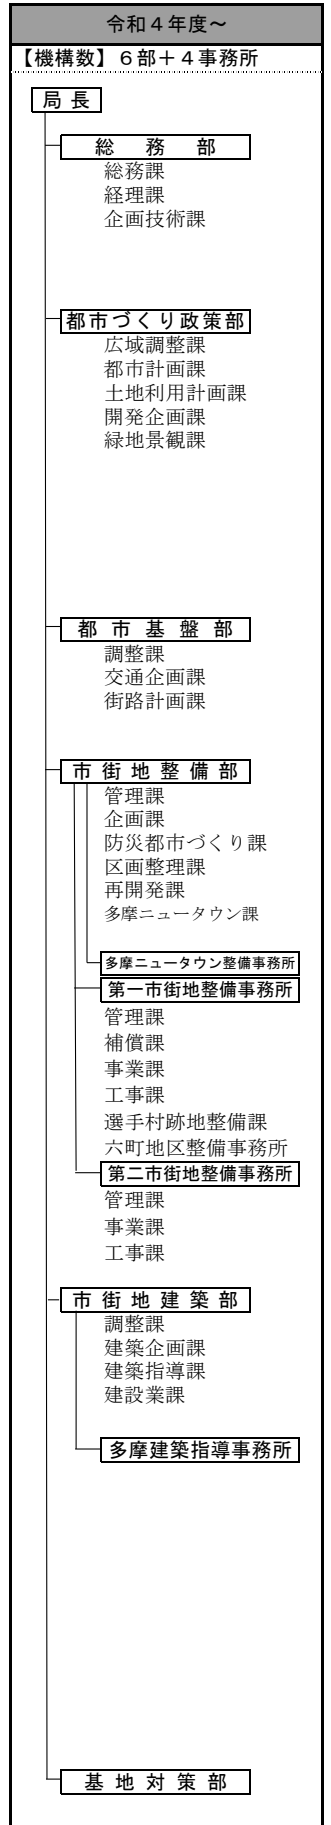 令和４年度～
【機構数】６部＋４事務所
局長
総務部
総務課
経理課
企画技術課
都市づくり政策部
広域調整課
都市計画課
土地利用計画課
開発企画課
緑地景観課
都市基盤部
調整課
交通企画課
街路計画課
市街地整備部
管理課
企画課
防災都市づくり課
区画整理課
再開発課
多摩ニュータウン課
多摩ニュータウン整備事務所
第一市街地整備事務所
管理課
補償課
事業課
工事課
選手村跡地整備課
六町地区整備事務所
第二市街地整備事務所
管理課
事業課
工事課
市街地建築部
調整課
建築企画課
建築指導課
建設業課
多摩建築指導事務所
基地対策部